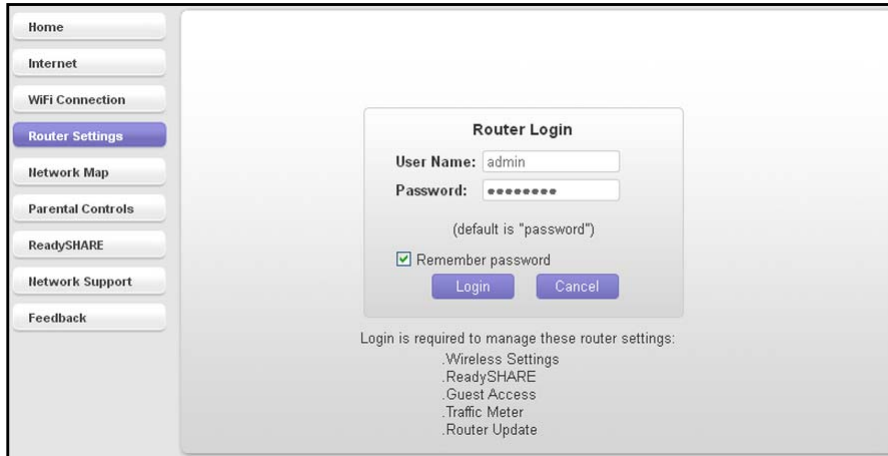 Home
Internet
WiFi Connection
Router Settings
Network Map
Parental Controls
ReadySHARE
Network Support
Feedback
Router Login
User Name: admin
Password: ●●●●●●●●
(default is "password")
Remember password
Login Cancel
Login is required to manage these router settings:
.Wireless Settings
.ReadySHARE
.Guest Access
.Traffic Meter
.Router Update